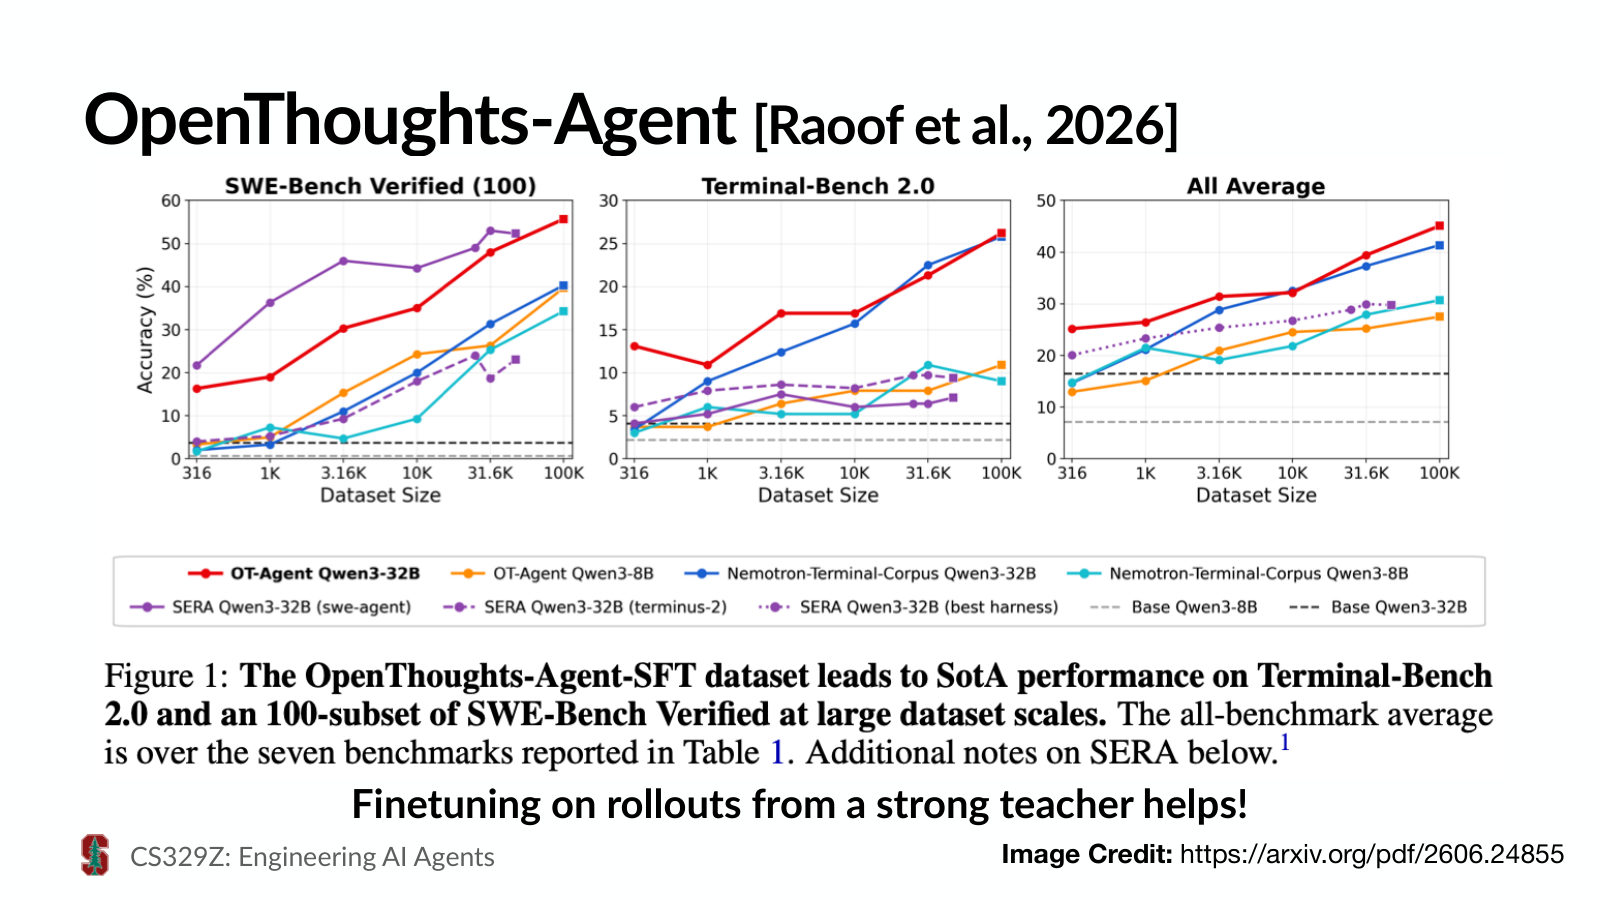 OpenThoughts-Agent [Raoof et al., 2026]
SWE-Bench Verified (100)
Accuracy (%)
60
50
40
30
20
10
0
316 1K 3.16K 10K 31.6K 100K
Dataset Size
Terminal-Bench 2.0
30
25
20
15
10
5
0
316 1K 3.16K 10K 31.6K 100K
Dataset Size
All Average
50
40
30
20
10
0
316 1K 3.16K 10K 31.6K 100K
Dataset Size
OT-Agent Qwen3-32B OT-Agent Qwen3-8B Nemotron-Terminal-Corpus Qwen3-32B Nemotron-Terminal-Corpus Qwen3-8B
SERA Qwen3-32B (swe-agent) SERA Qwen3-32B (terminus-2) SERA Qwen3-32B (best harness) Base Qwen3-8B Base Qwen3-32B
Figure 1: The OpenThoughts-Agent-SFT dataset leads to SotA performance on Terminal-Bench
2.0 and an 100-subset of SWE-Bench Verified at large dataset scales. The all-benchmark average
is over the seven benchmarks reported in Table 1. Additional notes on SERA below.1
Finetuning on rollouts from a strong teacher helps!
CS329Z: Engineering AI Agents
Image Credit: https://arxiv.org/pdf/2606.24855